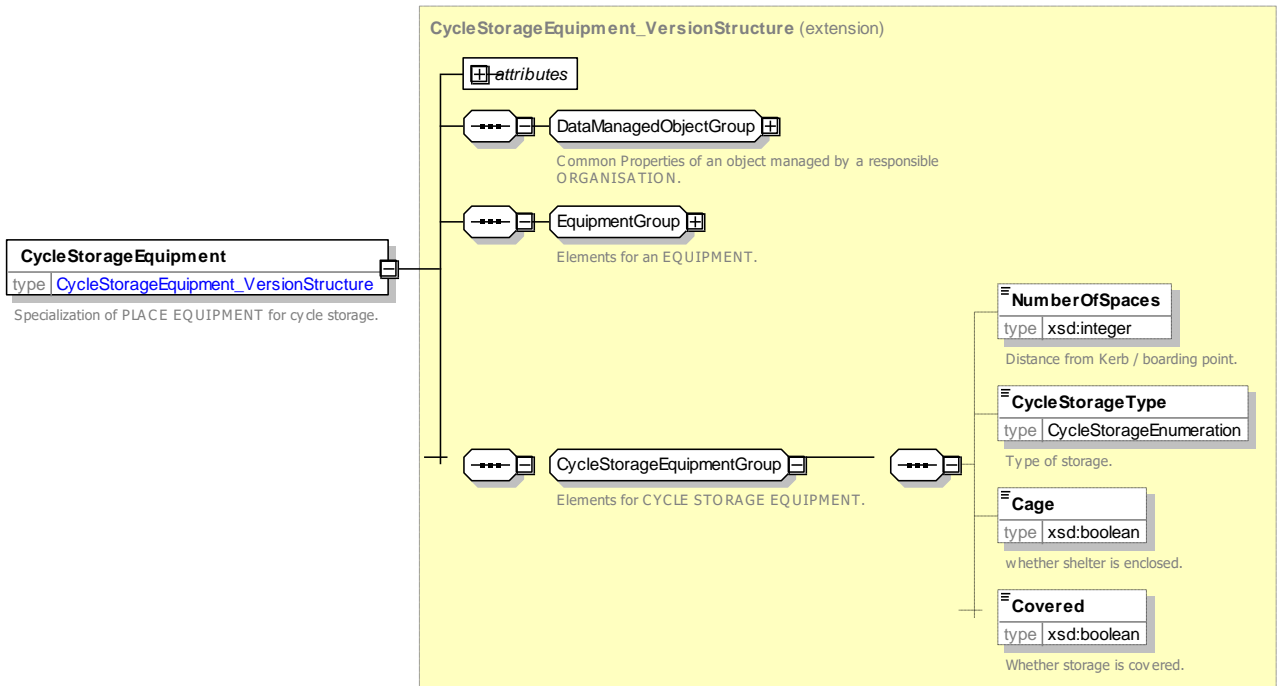 CycleStorageEquipment_VersionStructure (extension)
attributes
DataManagedObjectGroup
Common Properties of an object managed by a responsible
ORGANISATION.
EquipmentGroup
Elements for an EQUIPMENT.
CycleStorageEquipment
type CycleStorageEquipment_VersionStructure
Specialization of PLACE EQUIPMENT for cycle storage.
CycleStorageEquipmentGroup
Elements for CYCLE STORAGE EQUIPMENT.
NumberOfSpaces
type xsd:integer
Distance from Kerb / boarding point.
CycleStorageType
type CycleStorageEnumeration
Type of storage.
Cage
type xsd:boolean
whether shelter is enclosed.
Covered
type xsd:boolean
Whether storage is covered.